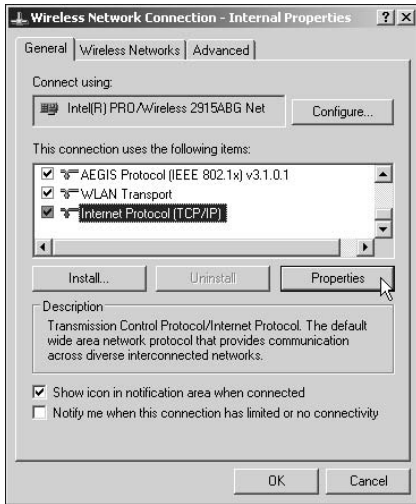 Wireless Network Connection - Internal Properties
General
Wireless Networks
Advanced
Connect using:
Intel(R) PRO/Wireless 2915ABG Net
Configure...
This connection uses the following items:
AEGIS Protocol (IEEE 802.1x) v3.1.0.1
WLAN Transport
Internet Protocol (TCP/IP)
Install...
Uninstall
Properties
Description
Transmission Control Protocol/Internet Protocol. The default
wide area network protocol that provides communication
across diverse interconnected networks.
Show icon in notification area when connected
Notify me when this connection has limited or no connectivity
OK
Cancel